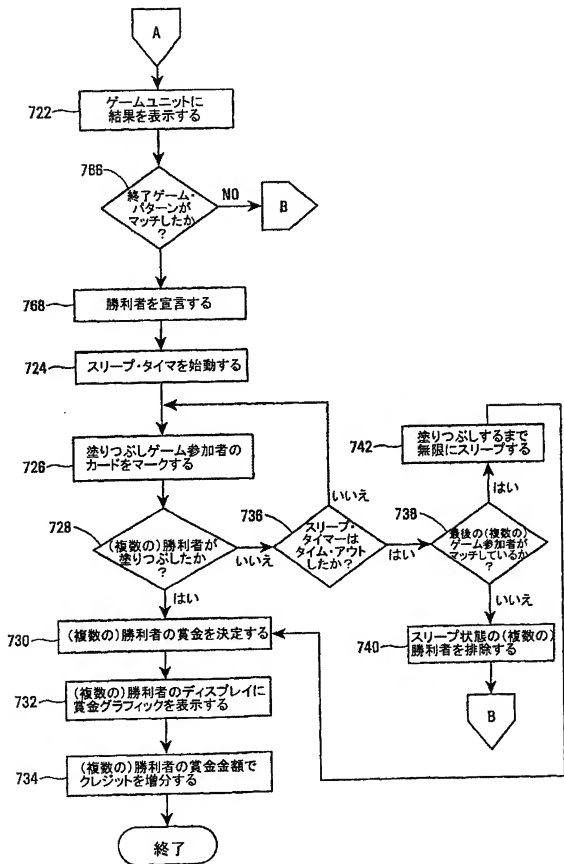 A
722
ゲームユニットに
結果を表示する
766
終了ゲーム・
パターンが
マッチしたか
?
NO
B
768
勝利者を宣言する
724
スリープ・タイマを始動する
726
塗りつぶしゲーム参加者の
カードをマークする
728
(複数の)勝利者が
塗りつぶしたか?
いいえ
はい
736
スリープ・
タイマーは
タイム・アウト
したか?
いいえ
はい
738
最後の(複数の)
ゲーム参加者が
マッチしているか
?
はい
いいえ
742
塗りつぶしするまで
無限にスリープする
740
スリープ状態の(複数の)
勝利者を排除する
B
730
(複数の)勝利者の賞金を決定する
732
(複数の)勝利者のディスプレイに
賞金グラフィックを表示する
734
(複数の)勝利者の賞金金額で
クレジットを増分する
終了